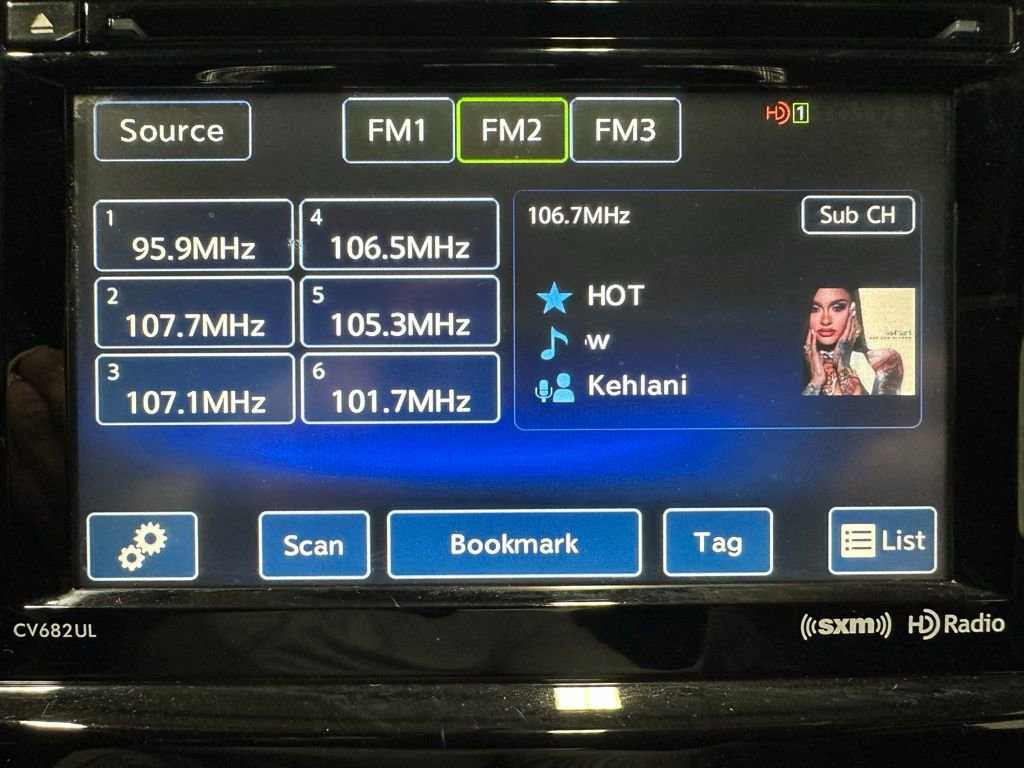 Source
FM1
FM2
FM3
HD 1
1
95.9MHz
4
106.5MHz
2
107.7MHz
5
105.3MHz
3
107.1MHz
6
101.7MHz
106.7MHz
Sub CH
HOT
w
Kehlani
Scan
Bookmark
Tag
List
CV682UL
((sxm))
HD Radio